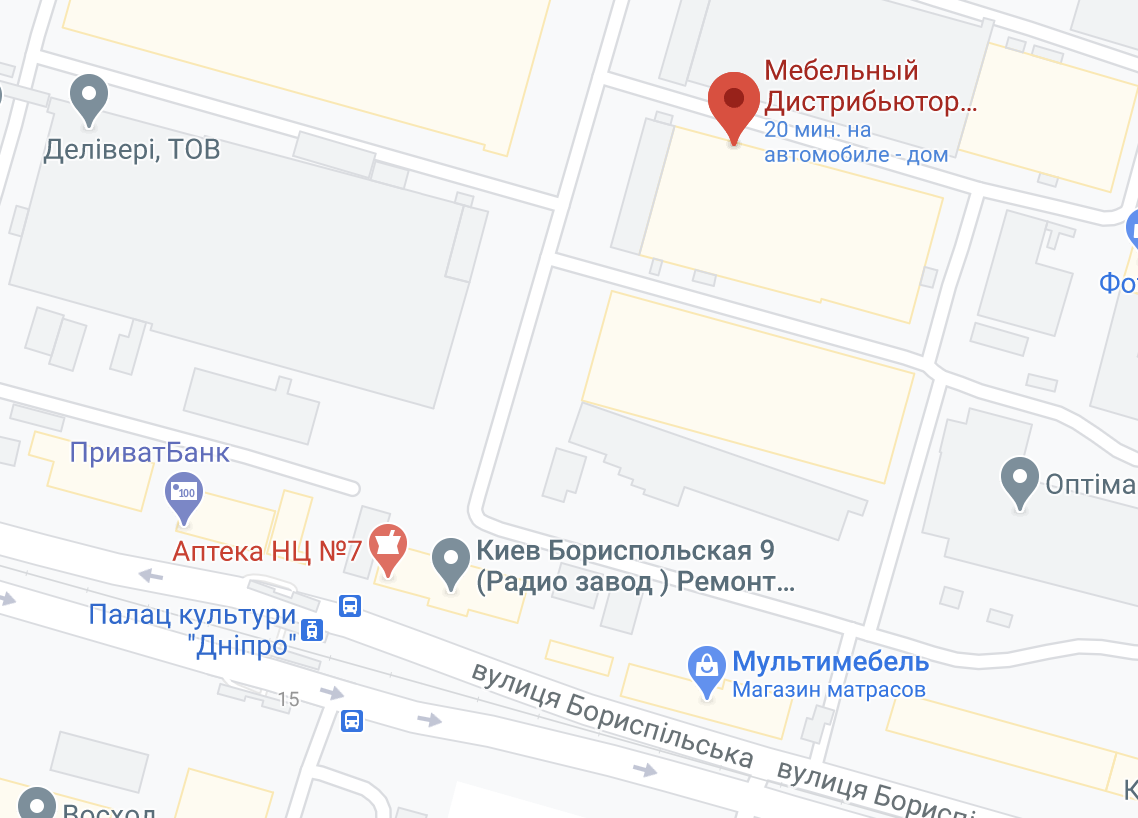 Мебельный
Дистрибьютор...
20 мин. на
автомобиле - дом
Делівері, ТОВ
Фо
ПриватБанк
100
Оптіма
Аптека НЦ №7
Киев Бориспольская 9
(Радио завод ) Ремонт...
Палац культури
"Дніпро"
Мультимебель
Магазин матрасов
15
вулиця Бориспільська
вулиця Бориспі
К
Восход